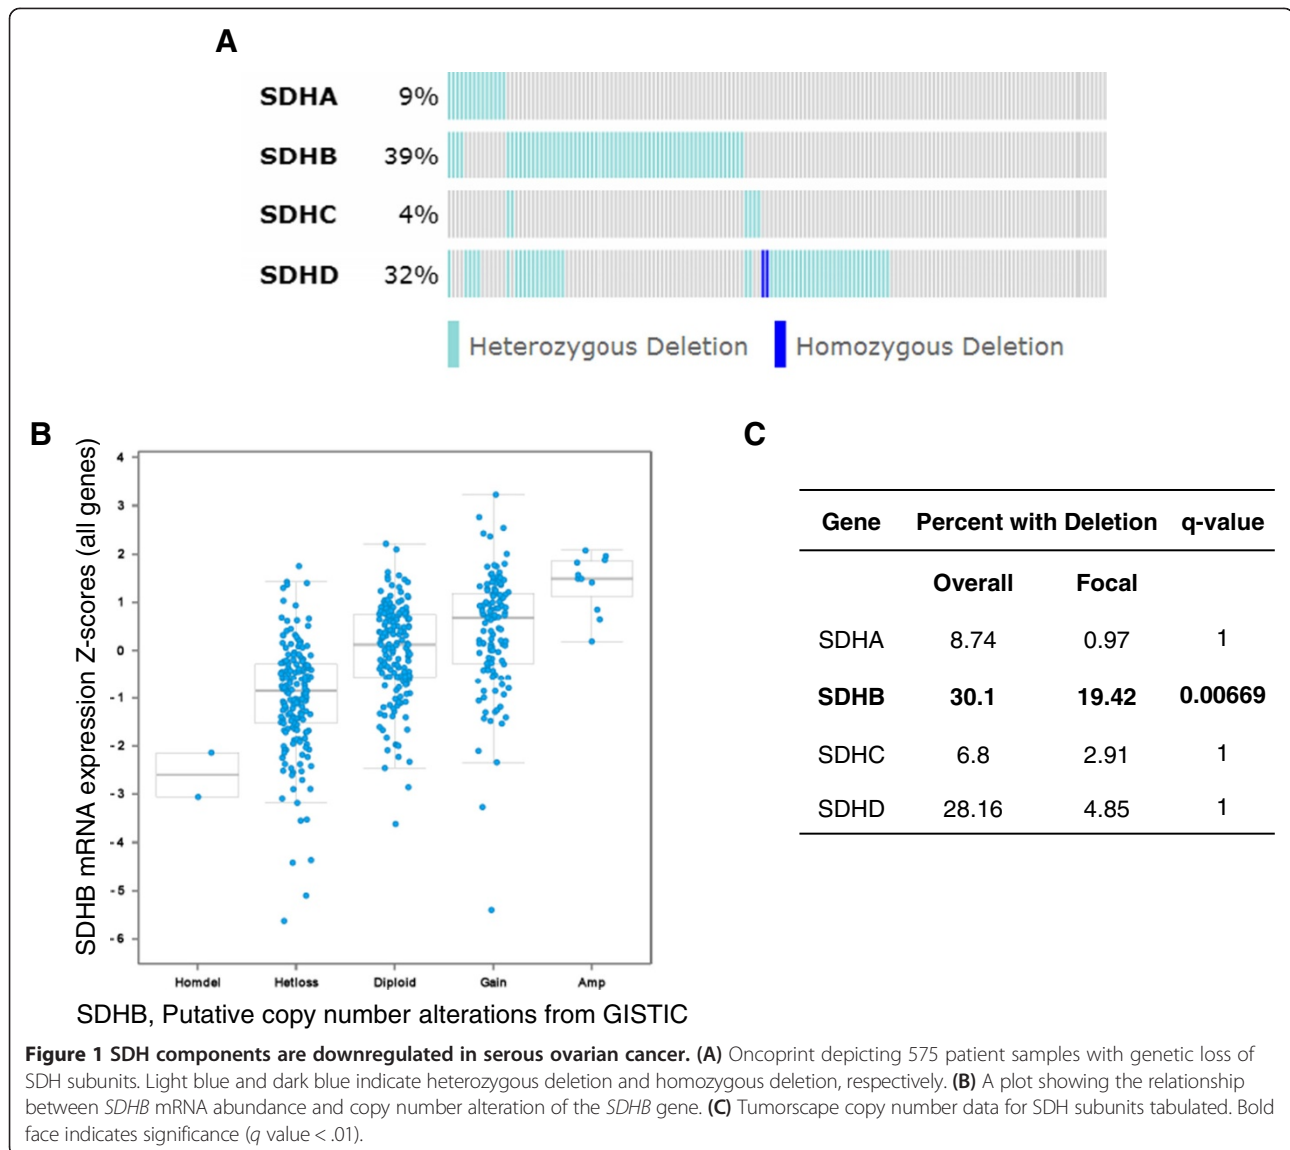 A
SDHA 9%
SDHB 39%
SDHC 4%
SDHD 32%
Heterozygous Deletion Homozygous Deletion
B
SDHB mRNA expression Z-scores (all genes)
4
3
2
1
0
-1
-2
-3
-4
-5
-6
Homdel Hetloss Diploid Gain Amp
SDHB, Putative copy number alterations from GISTIC
C
Gene Percent with Deletion q-value
Overall Focal
SDHA 8.74 0.97 1
SDHB 30.1 19.42 0.00669
SDHC 6.8 2.91 1
SDHD 28.16 4.85 1
Figure 1 SDH components are downregulated in serous ovarian cancer. (A) Oncoprint depicting 575 patient samples with genetic loss of
SDH subunits. Light blue and dark blue indicate heterozygous deletion and homozygous deletion, respectively. (B) A plot showing the relationship
between SDHB mRNA abundance and copy number alteration of the SDHB gene. (C) Tumorscape copy number data for SDH subunits tabulated. Bold
face indicates significance (q value < .01).